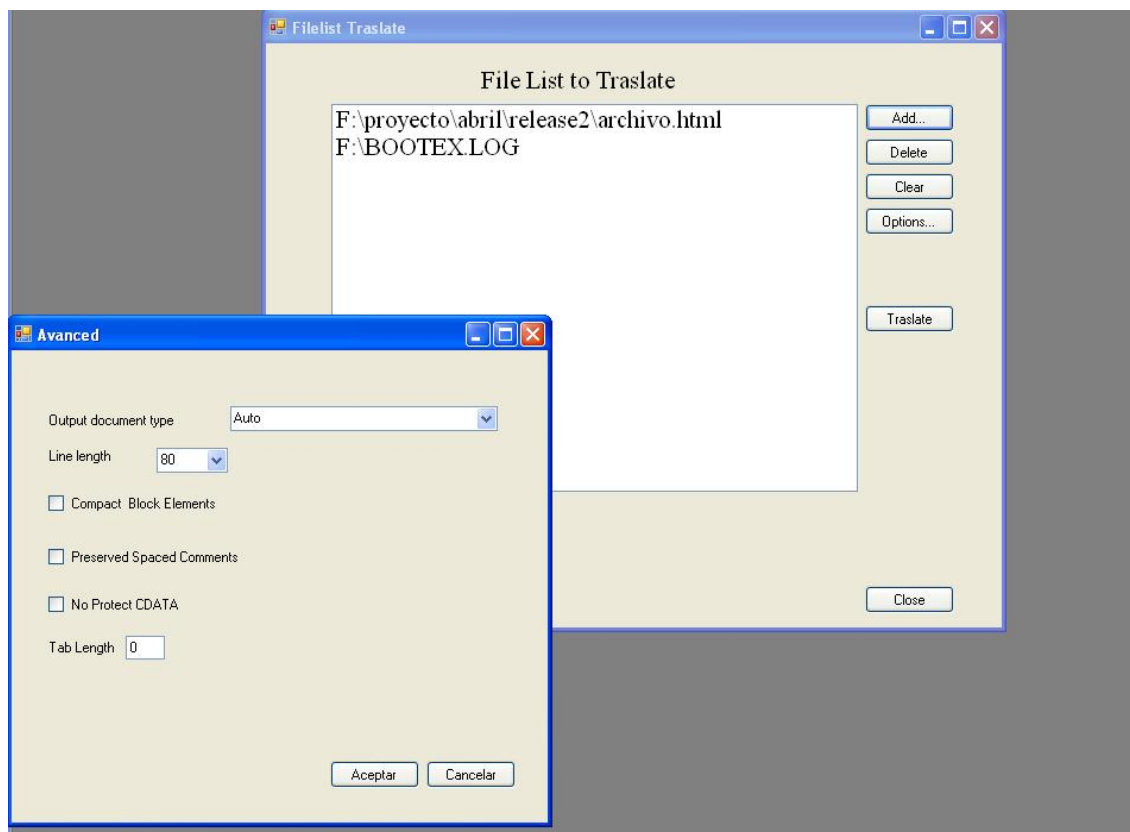 Filelist Traslate
File List to Traslate
F:\proyecto\abril\release2\archivo.html
F:\BOOTEX.LOG
Add...
Delete
Clear
Options...
Traslate
Close
Avanced
Output document type
Auto
Line length
80
Compact Block Elements
Preserved Spaced Comments
No Protect CDATA
Tab Length
0
Aceptar
Cancelar